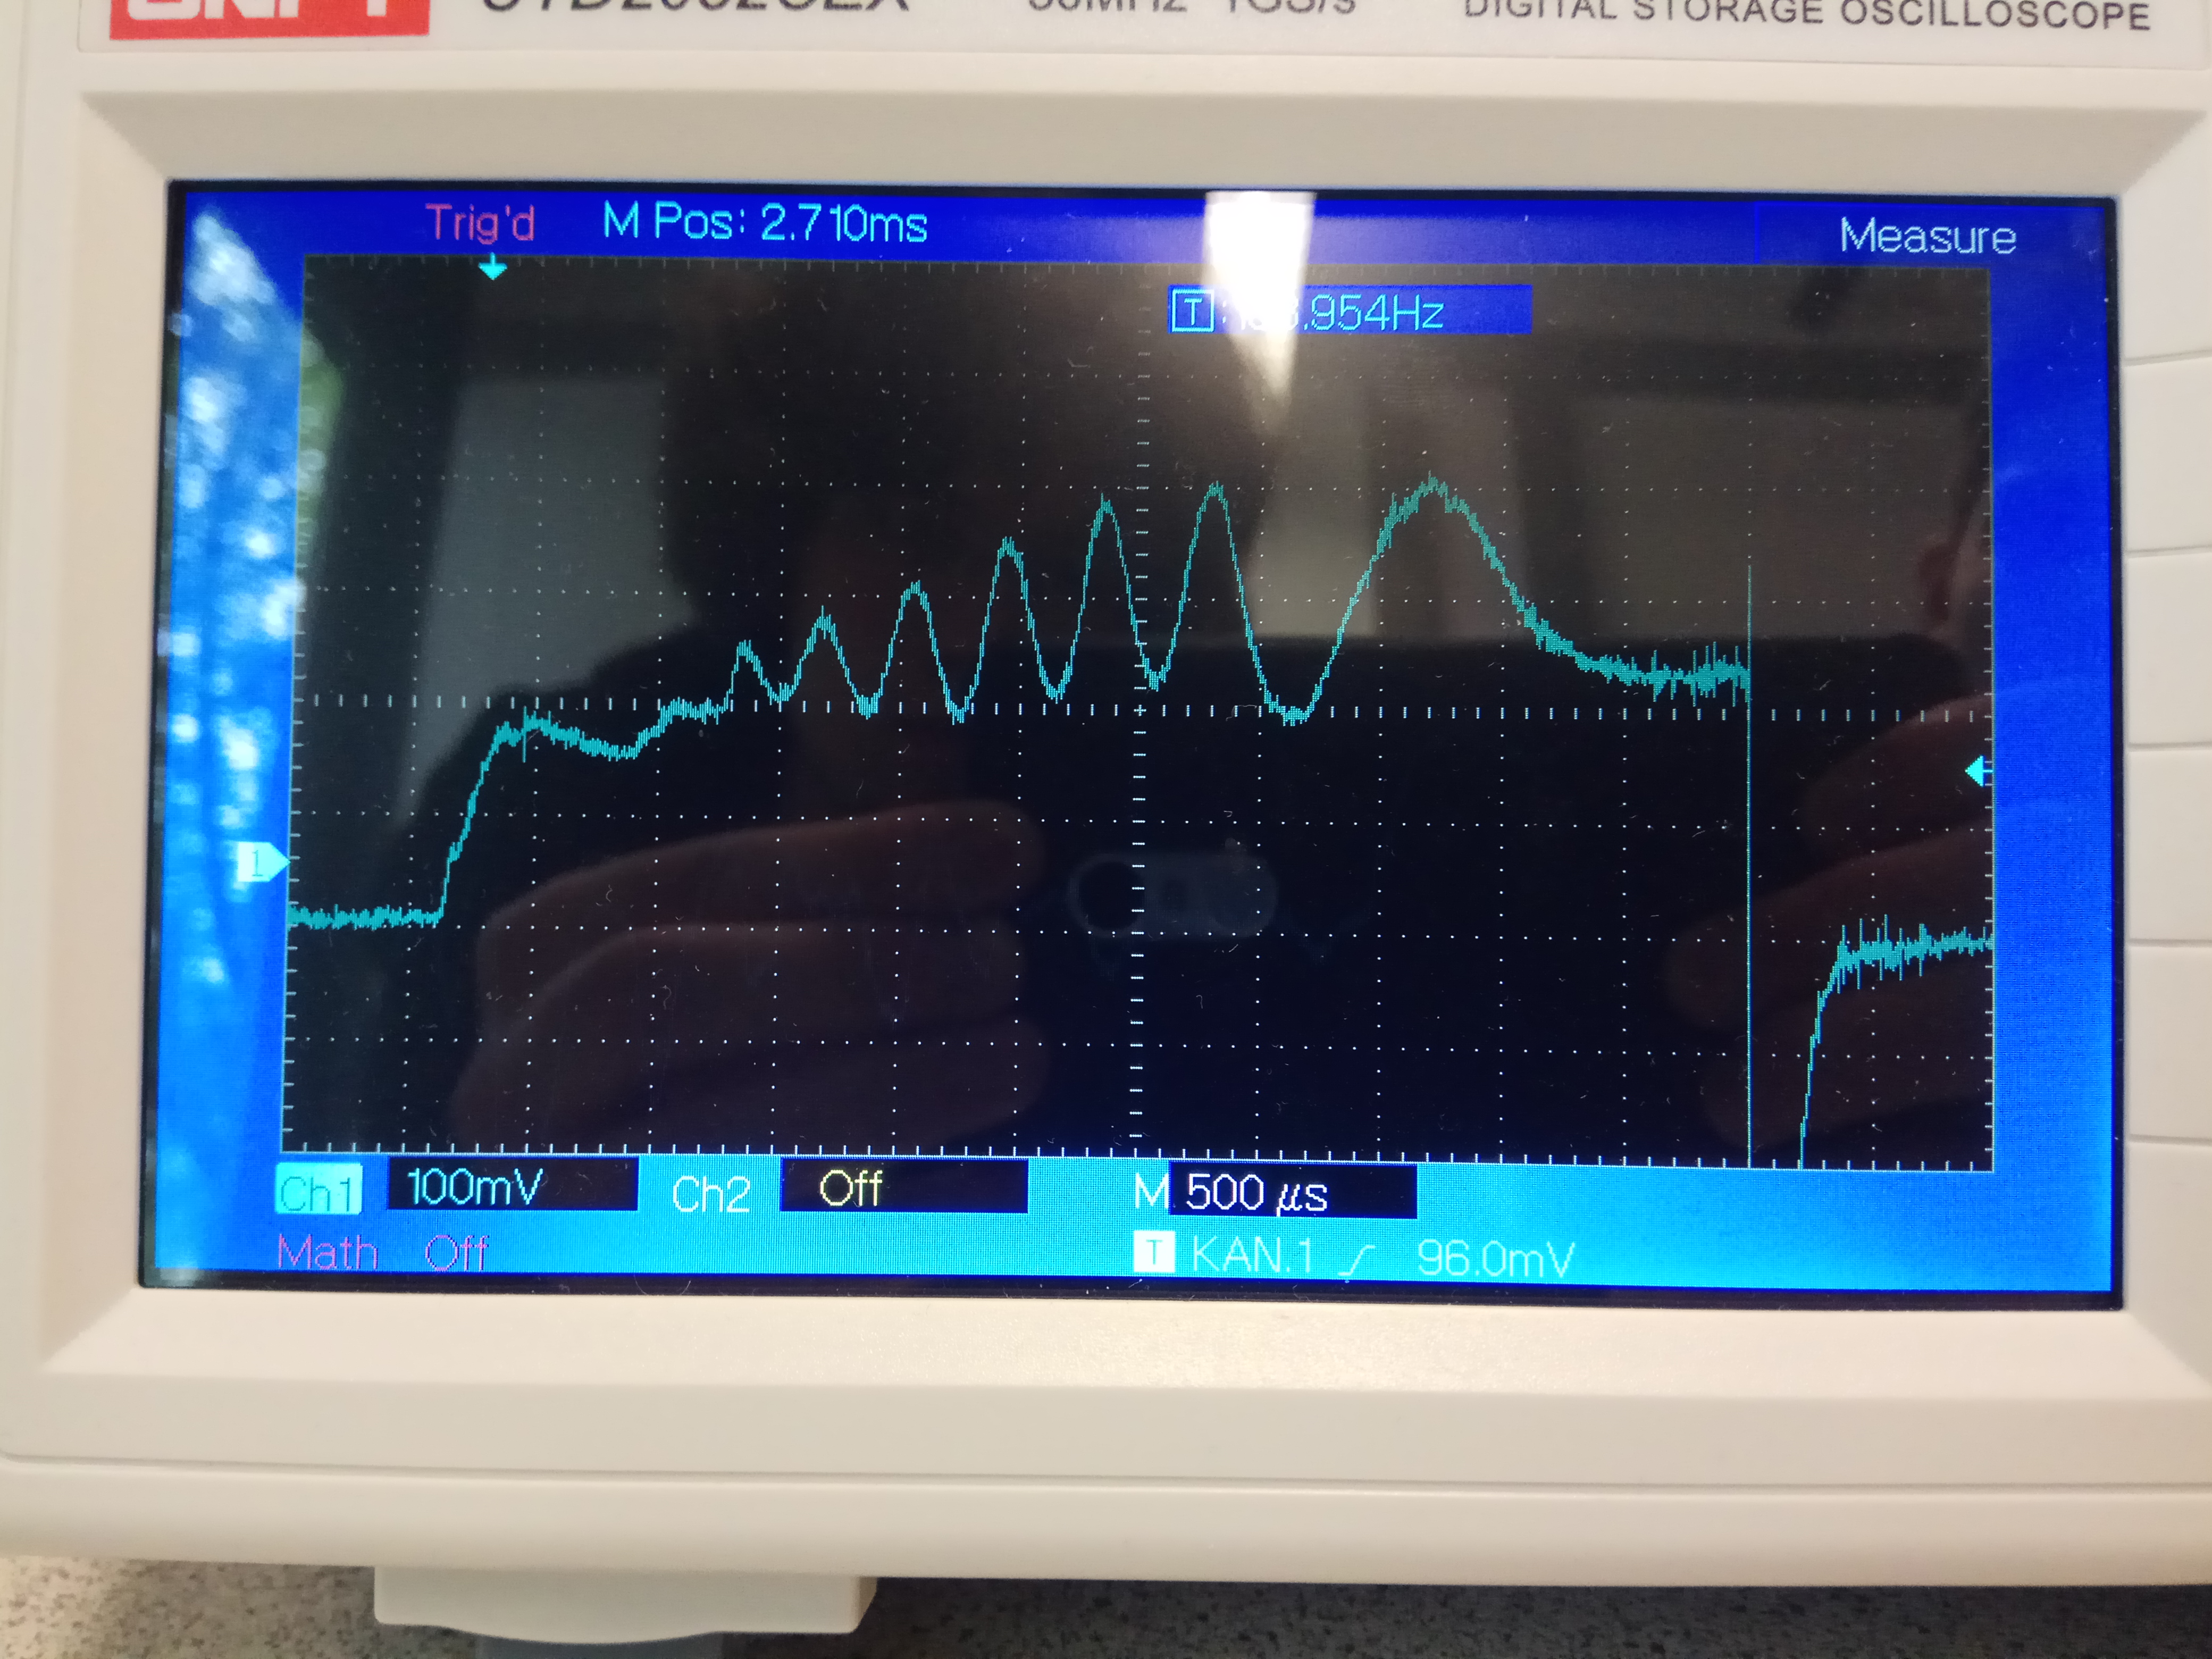 DIGITAL STORAGE OSCILLOSCOPE
Trig'd M Pos: 2.710ms Measure
T .954Hz
1
Ch1 100mV Ch2 Off M 500 µs
Math Off T KAN.1 96.0mV